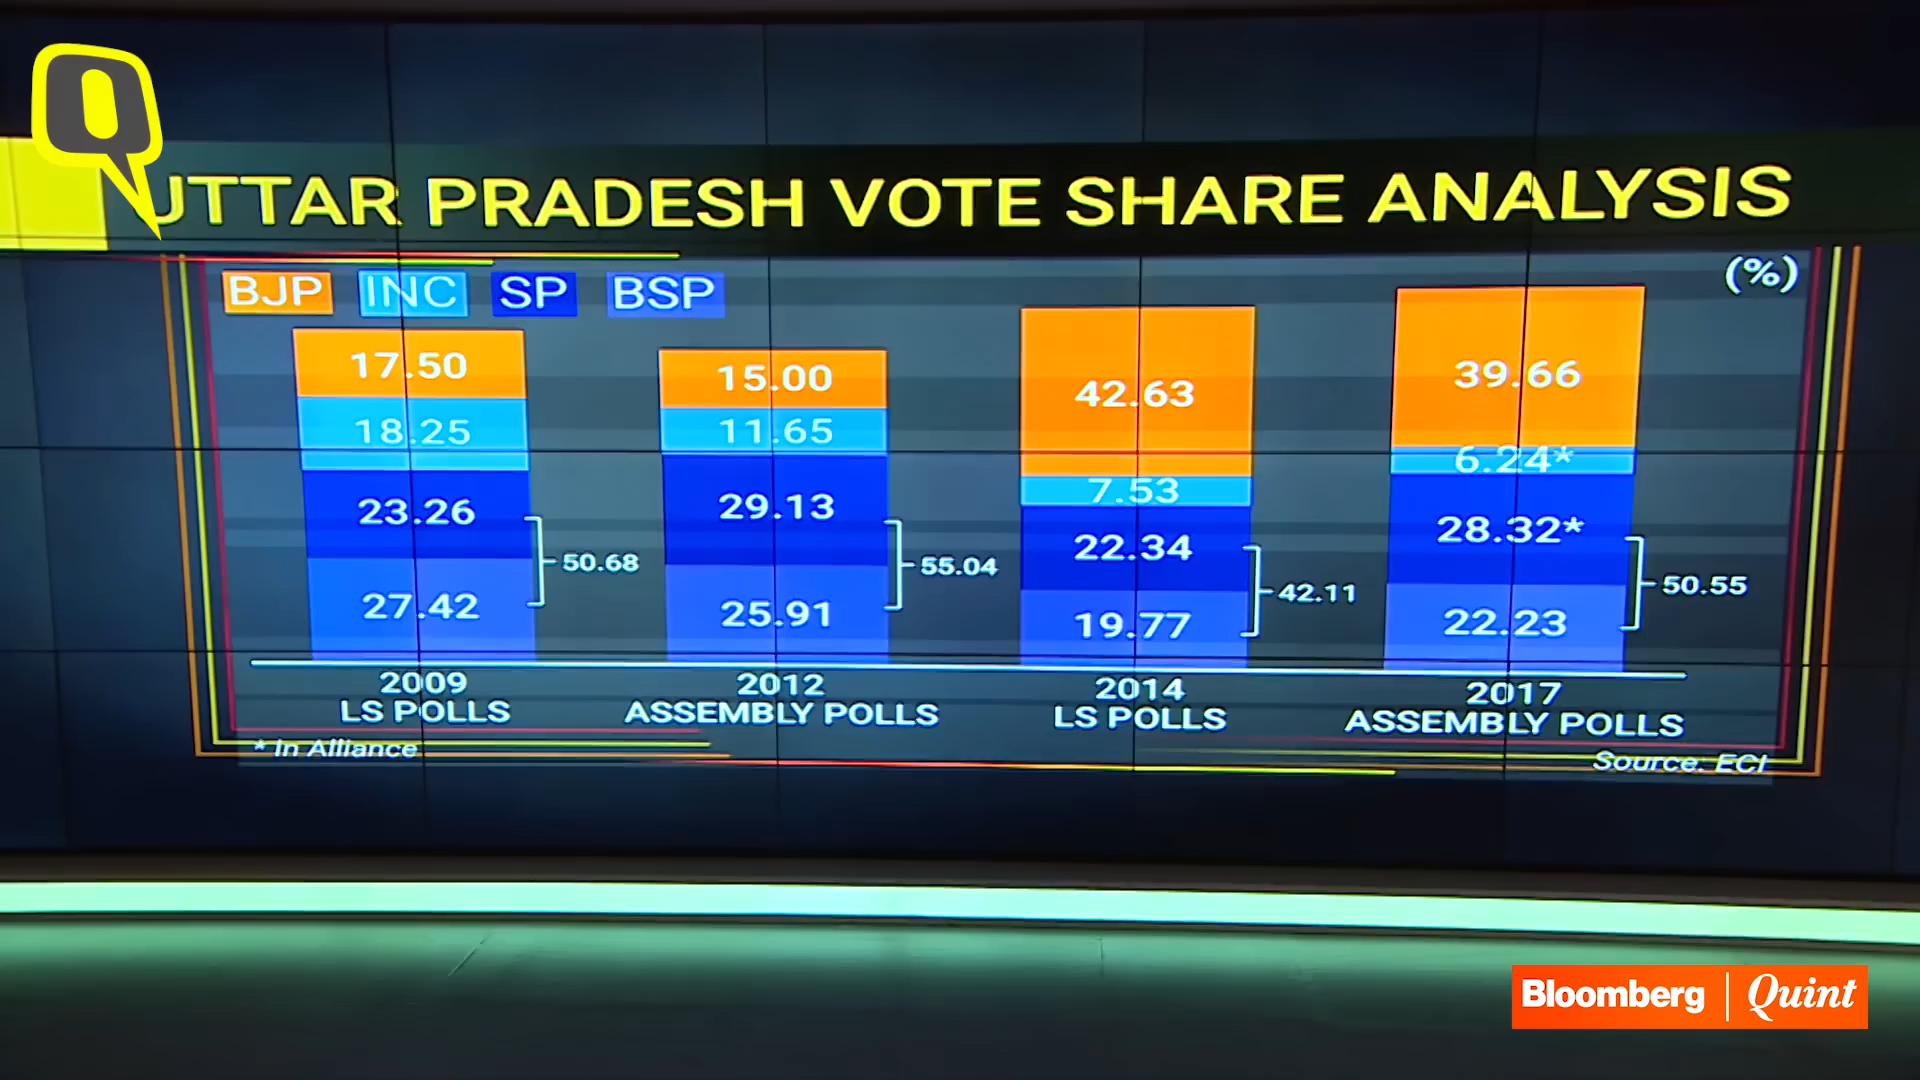 Q
UTTAR PRADESH VOTE SHARE ANALYSIS
(%)
BJP INC SP BSP
17.50 15.00 42.63 39.66
18.25 11.65 7.53 6.24*
23.26 29.13 22.34 28.32*
50.68 55.04 42.11 50.55
27.42 25.91 19.77 22.23
2009 2012 2014 2017
LS POLLS ASSEMBLY POLLS LS POLLS ASSEMBLY POLLS
* In Alliance Source: ECI
Bloomberg | Quint